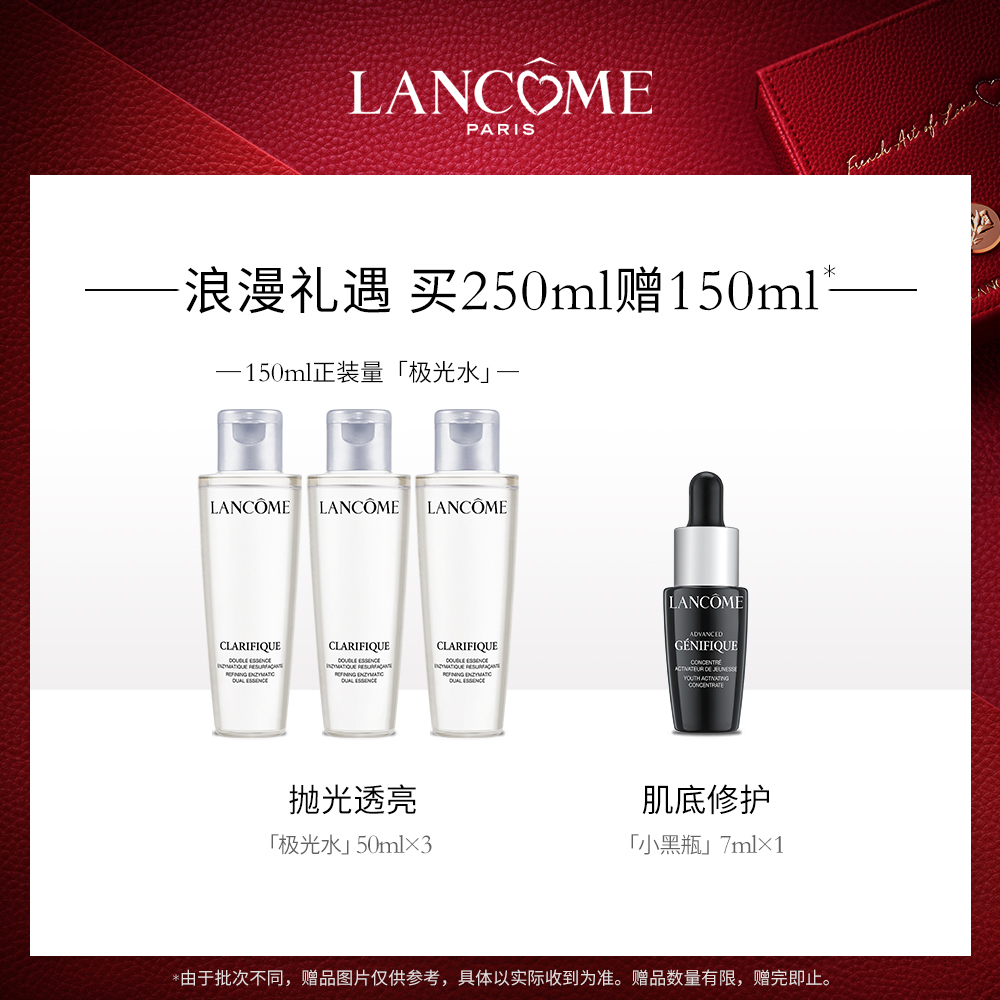 LANCÔME
PARIS
French Art of Love
浪漫礼遇 买250ml赠150ml*
150ml正装量「极光水」
LANCÔME LANCÔME LANCÔME
CLARIFIQUE CLARIFIQUE CLARIFIQUE
DOUBLE ESSENCE DOUBLE ESSENCE DOUBLE ESSENCE
ENZYMATIQUE RESURFAÇANTE ENZYMATIQUE RESURFAÇANTE ENZYMATIQUE RESURFAÇANTE
REFINING ENZYMATIC REFINING ENZYMATIC REFINING ENZYMATIC
DUAL ESSENCE DUAL ESSENCE DUAL ESSENCE
LANCÔME
ADVANCED
GÉNIFIQUE
CONCENTRÉ
ACTIVATEUR DE JEUNESSE
YOUTH ACTIVATING
CONCENTRATE
抛光透亮
「极光水」50ml×3
肌底修护
「小黑瓶」7ml×1
*由于批次不同，赠品图片仅供参考，具体以实际收到为准。赠品数量有限，赠完即止。